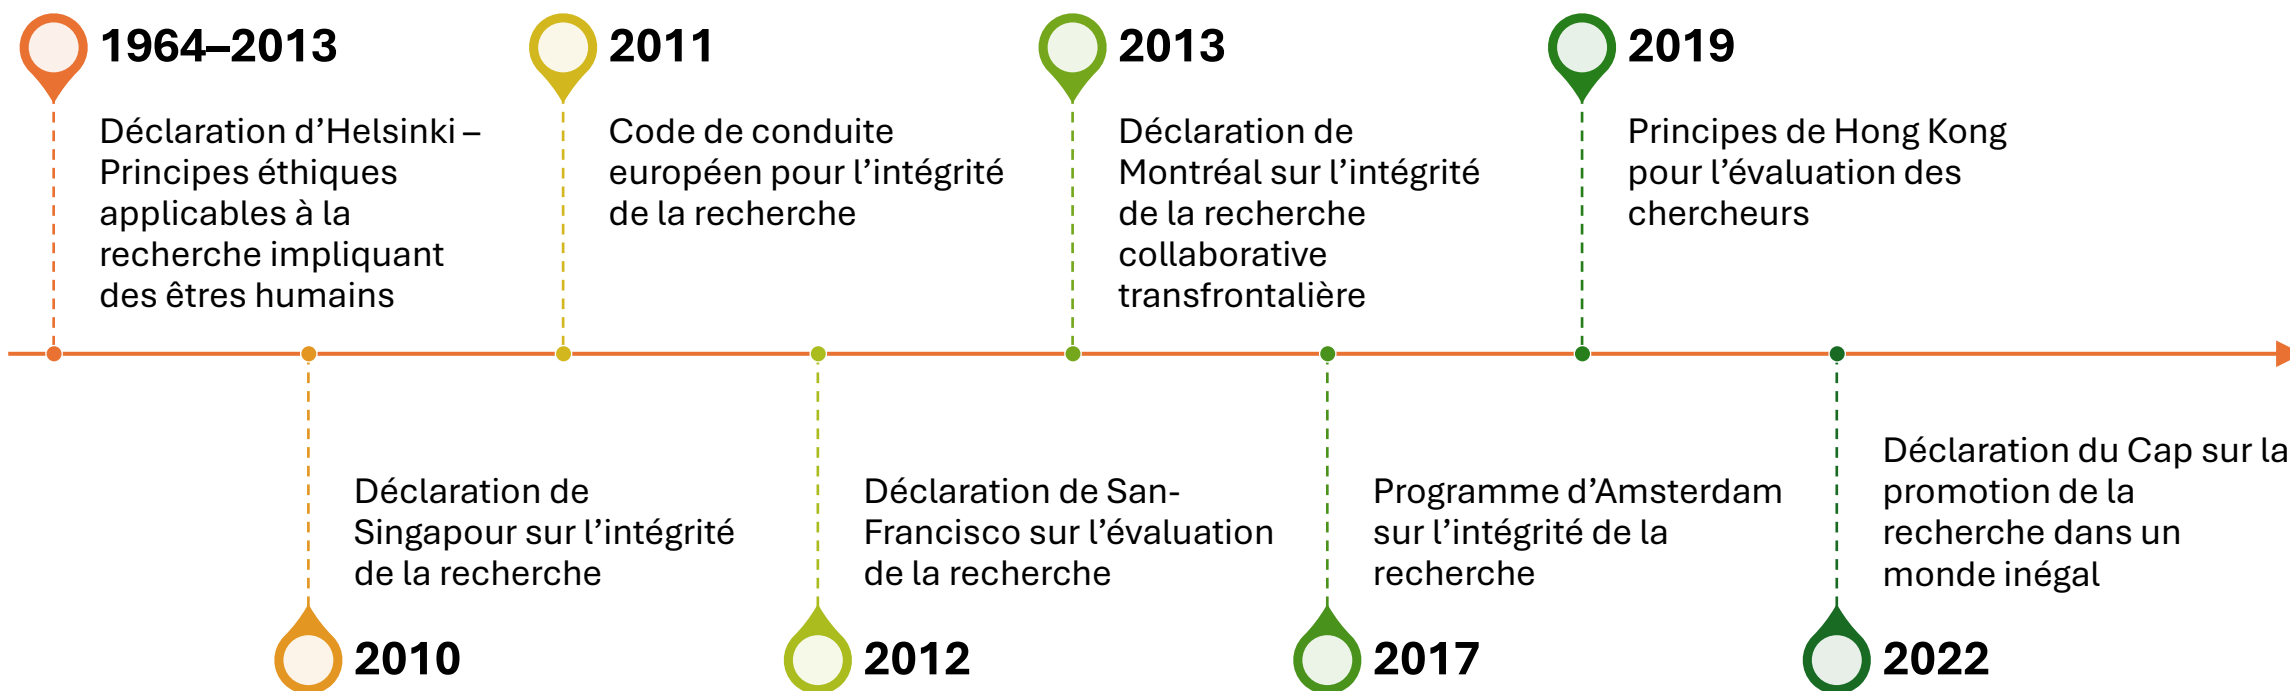 1964–2013
Déclaration d’Helsinki –
Principes éthiques
applicables à la
recherche impliquant
des êtres humains
2011
Code de conduite
européen pour l’intégrité
de la recherche
2013
Déclaration de
Montréal sur l’intégrité
de la recherche
collaborative
transfrontalière
2019
Principes de Hong Kong
pour l’évaluation des
chercheurs
Déclaration de
Singapour sur l’intégrité
de la recherche
2010
Déclaration de San-
Francisco sur l’évaluation
de la recherche
2012
Programme d’Amsterdam
sur l’intégrité de la
recherche
2017
Déclaration du Cap sur la
promotion de la
recherche dans un
monde inégal
2022